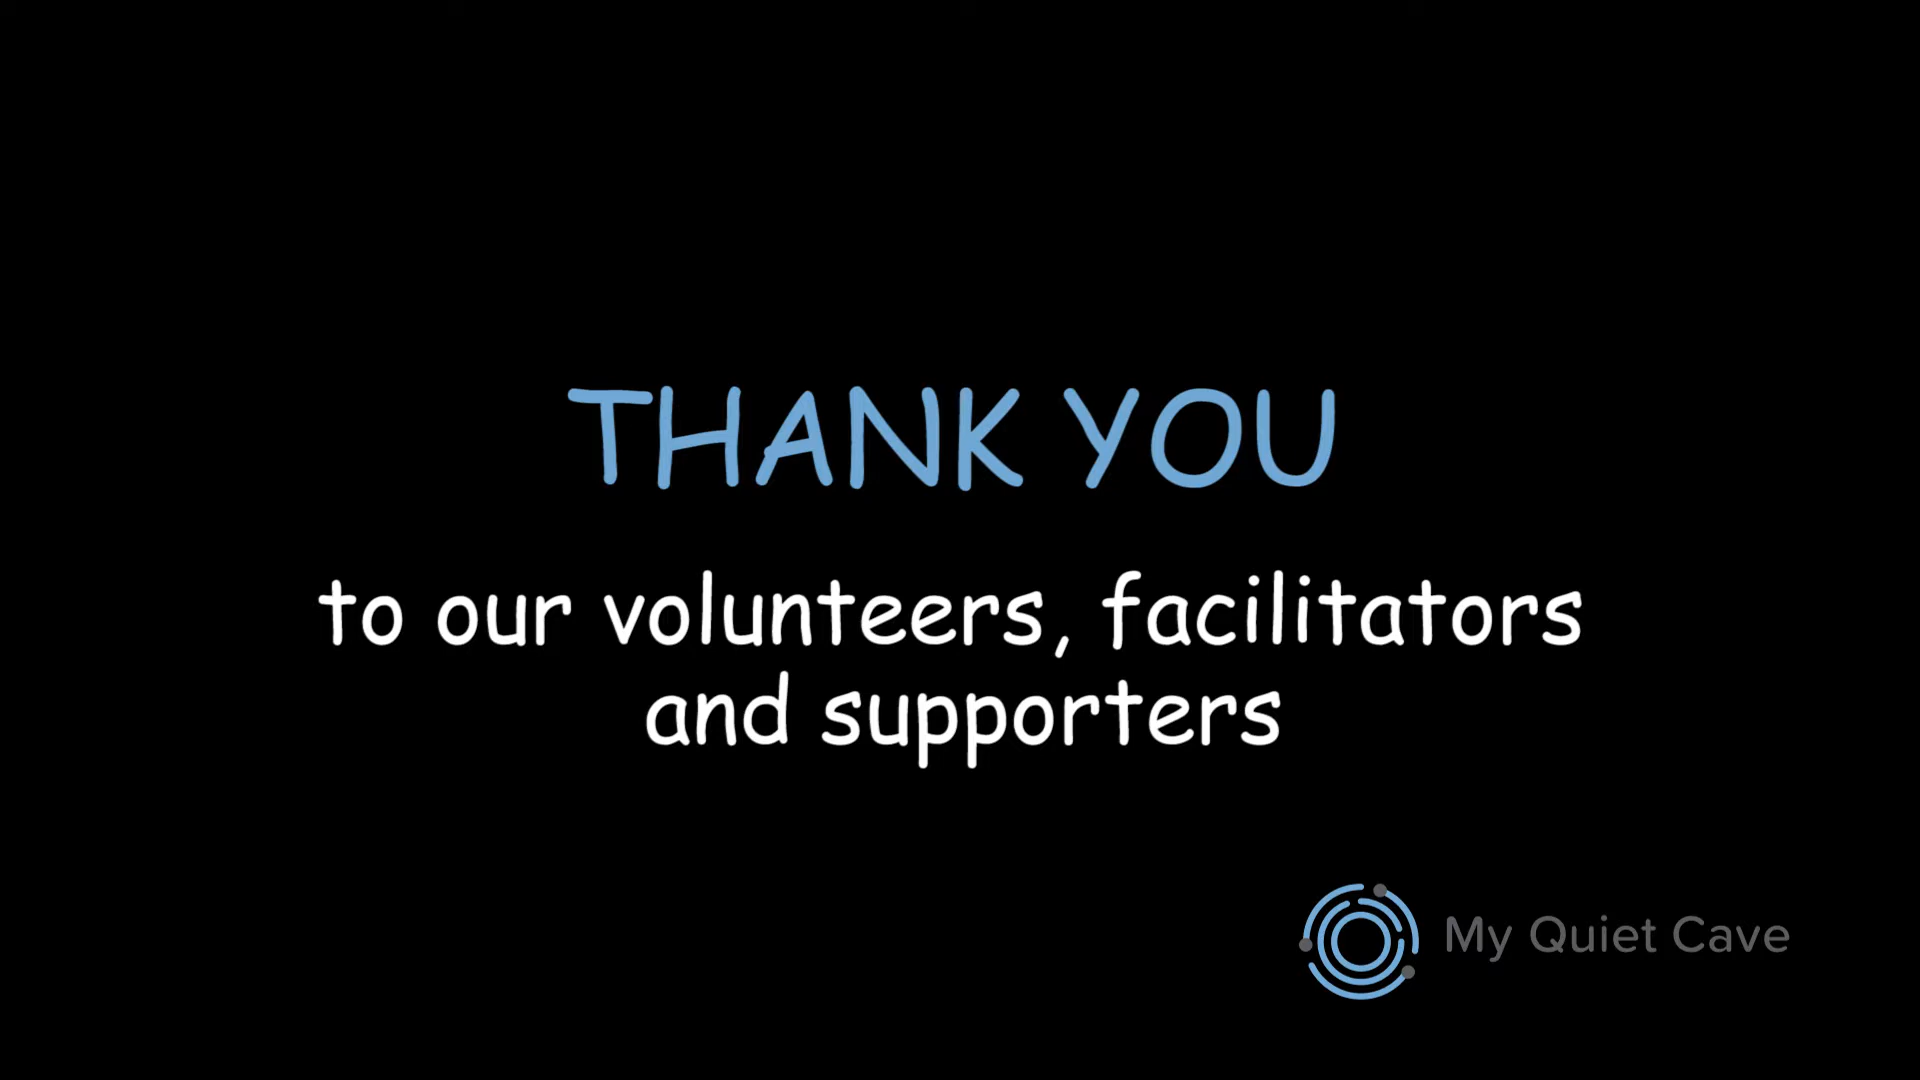 THANK YOU
to our volunteers, facilitators
and supporters
My Quiet Cave